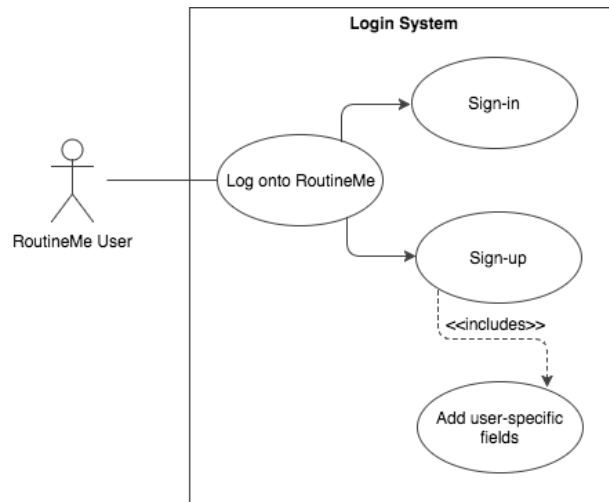 Login System
Sign-in
Log onto RoutineMe
RoutineMe User
Sign-up
<<includes>>
Add user-specific
fields